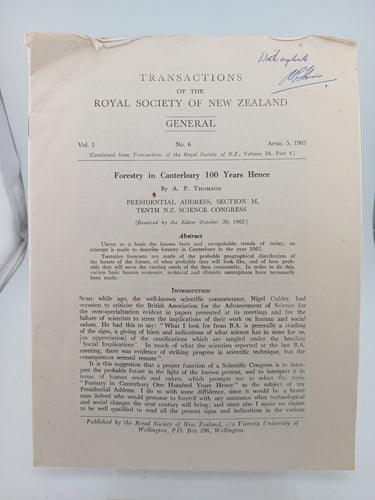 With compliments
TRANSACTIONS
OF THE
ROYAL SOCIETY OF NEW ZEALAND
GENERAL
Vol. 1 No. 6 April 5, 1963
[Continued from Transactions of the Royal Society of N.Z., Volume 88, Part 4.]
Forestry in Canterbury 100 Years Hence
By A. P. Thomson
PRESIDENTIAL ADDRESS, SECTION M,
TENTH N.Z. SCIENCE CONGRESS
[Received by the Editor October 30, 1962.]
Abstract
Using as a basis the known facts and recognisable trends of today, an
attempt is made to describe forestry in Canterbury in the year 2062.
Tentative forecasts are made of the probable geographical distribution of
the forests of the future, of what probably they will look like, and of how prob-
ably they will serve the varying needs of the then community. In order to do this,
certain basic human economic, technical and climatic assumptions have necessarily
been made.
Introduction
Some while ago, the well-known scientific commentator, Nigel Calder, had
occasion to criticise the British Association for the Advancement of Science for
the over-specialisation evident in papers presented at its meetings and for the
failure of scientists to stress the implications of their work on human and social
values. He had this to say: "What I look for from B.A. is generally a reading
of the signs, a giving of hints and indications of what science has in store for us,
[an appreciation] of the ramifications which are tangled under the heading
'Social Implications'. In much of what the scientists reported at the last B.A.
meeting, there was evidence of striking progress in scientific technique, but the
consequences seemed remote".
It is this suggestion that a proper function of a Scientific Congress is to inter-
pret the probable future in the light of the known present, and to interpret it in
terms of human needs and values, which prompts me to select the topic
"Forestry in Canterbury One Hundred Years Hence" as the subject of my
Presidential Address. I do so with some diffidence, since it would be a brave
man indeed who would presume to foretell with any assurance what technological
and social changes the next century will bring; and since also I make no claims
to be well qualified to read all the present signs and indications in the various
Published by the Royal Society of New Zealand, c/o Victoria University of
Wellington, P.O. Box 196, Wellington.